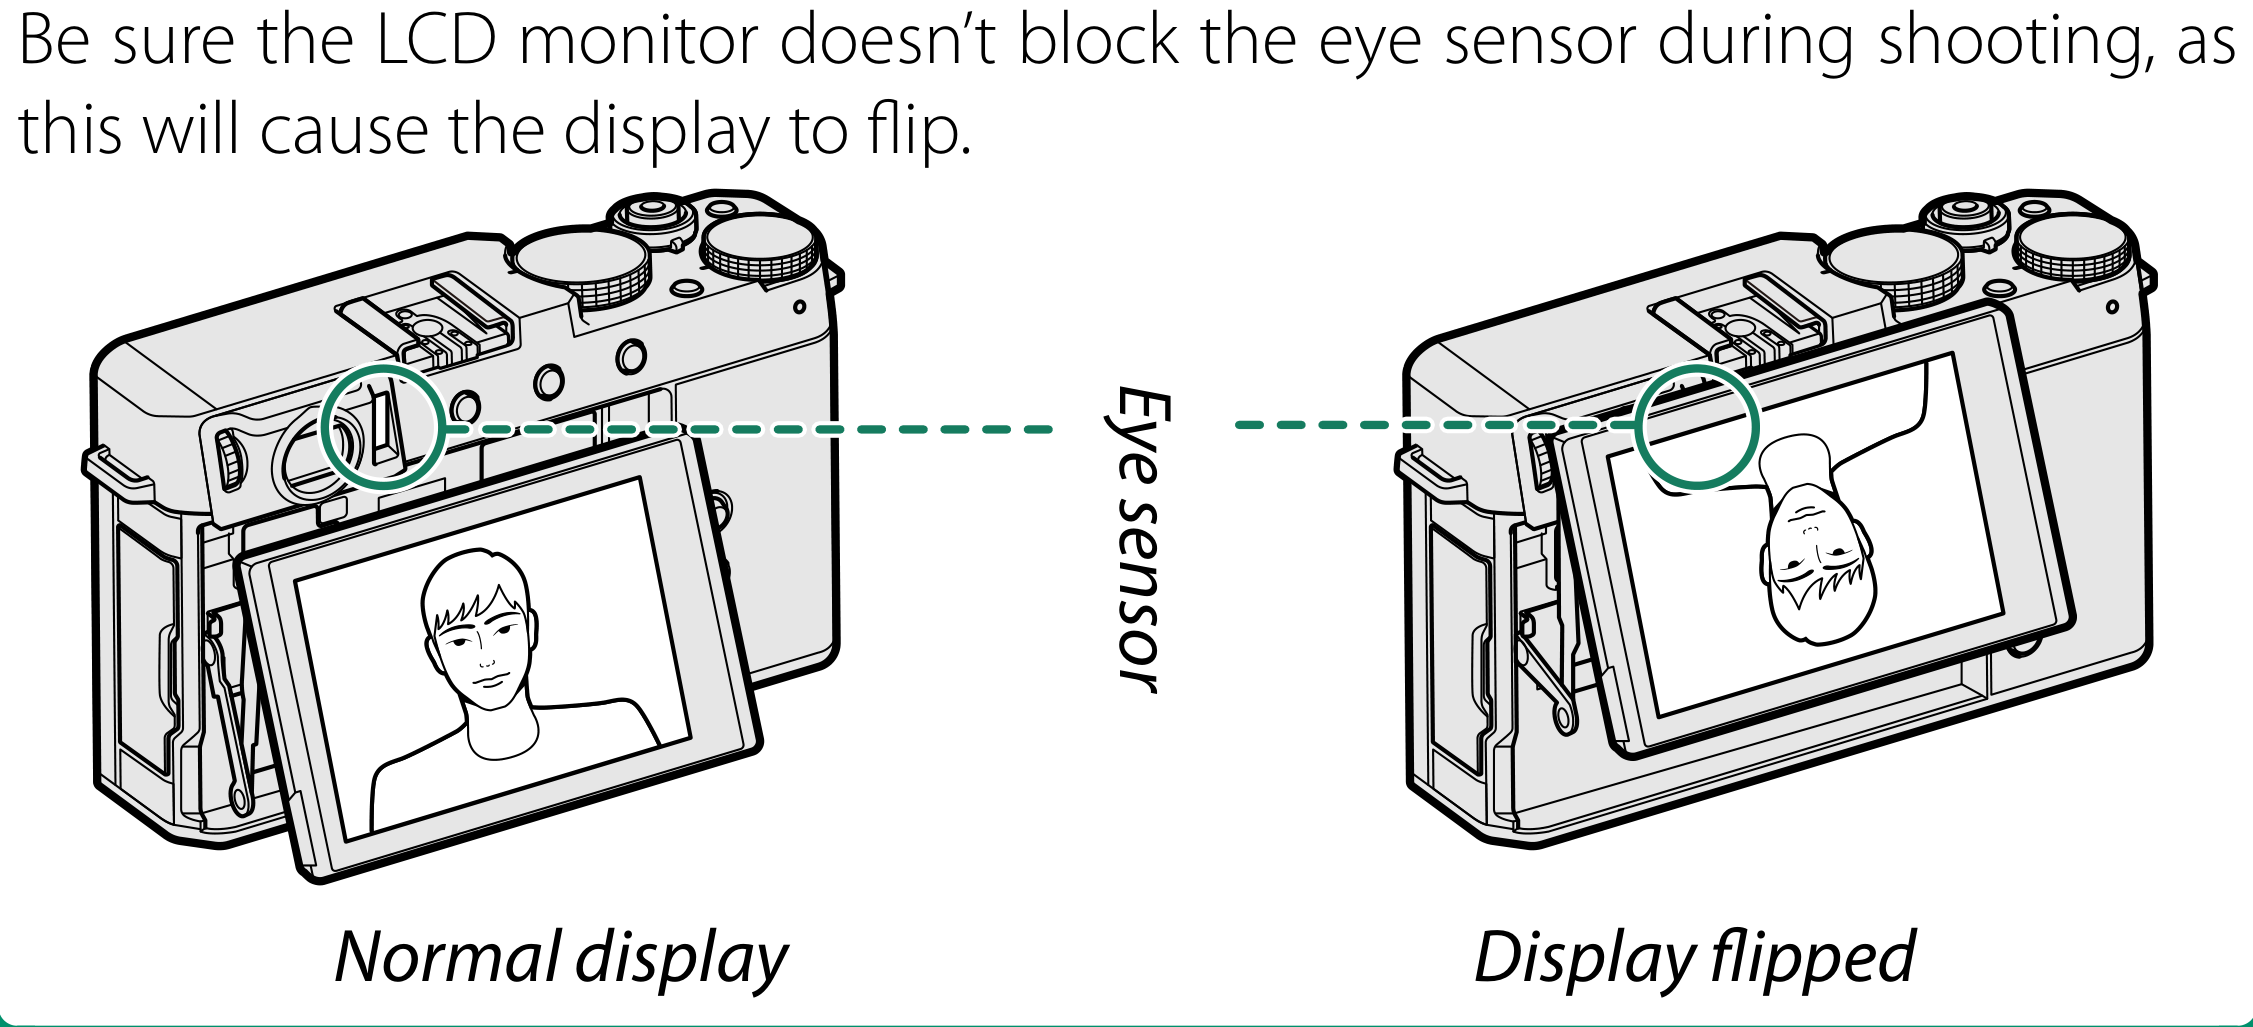 Be sure the LCD monitor doesn’t block the eye sensor during shooting, as
this will cause the display to flip.
Eye sensor
Normal display
Display flipped